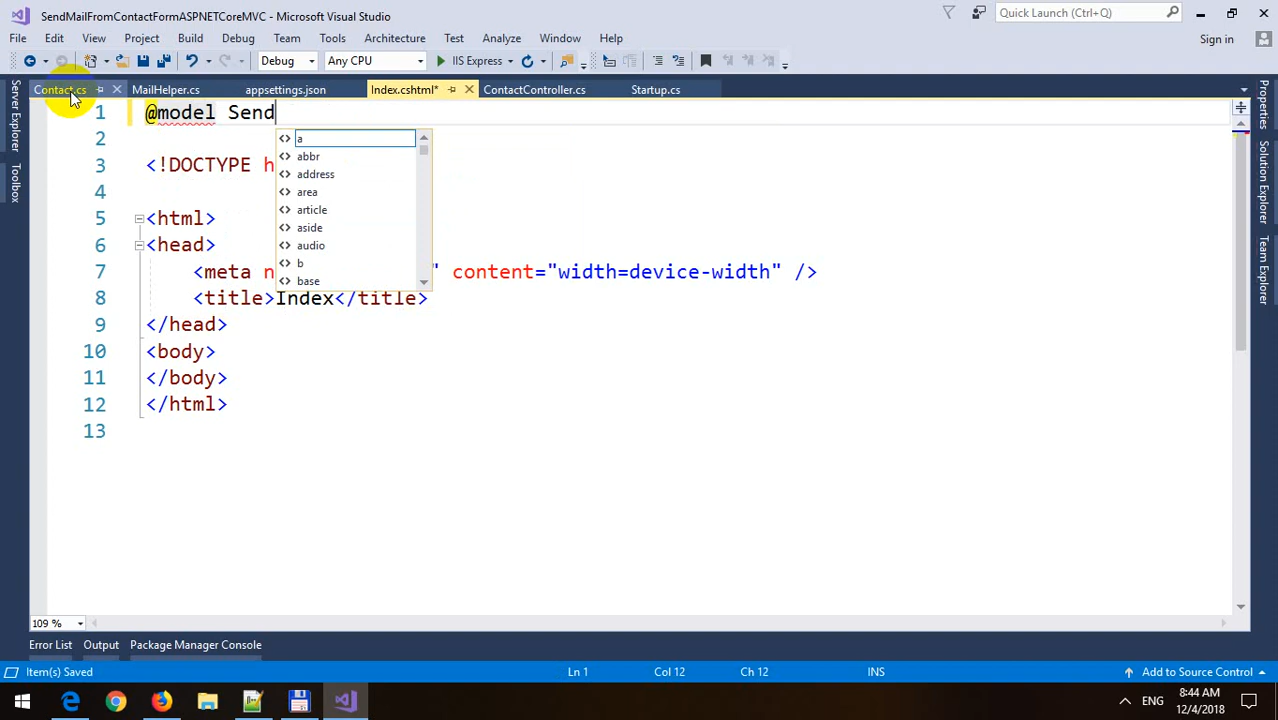 SendMailFromContactFormASPNETCoreMVC - Microsoft Visual Studio
Quick Launch (Ctrl+Q)
File Edit View Project Build Debug Team Tools Architecture Test Analyze Window Help
Sign in
Debug Any CPU IIS Express
Contact.cs MailHelper.cs appsettings.json Index.cshtml* ContactController.cs Startup.cs
Server Explorer
Toolbox
Properties
Solution Explorer
Team Explorer
1 @model Send
2
a
abbr
3 <!DOCTYPE h
address
4
area
article
5 <html>
aside
6 <head>
audio
b
7 <meta n " content="width=device-width" />
base
8 <title>Index</title>
9 </head>
10 <body>
11 </body>
12 </html>
13
109 %
Error List Output Package Manager Console
Item(s) Saved Ln 1 Col 12 Ch 12 INS Add to Source Control
ENG
8:44 AM
12/4/2018